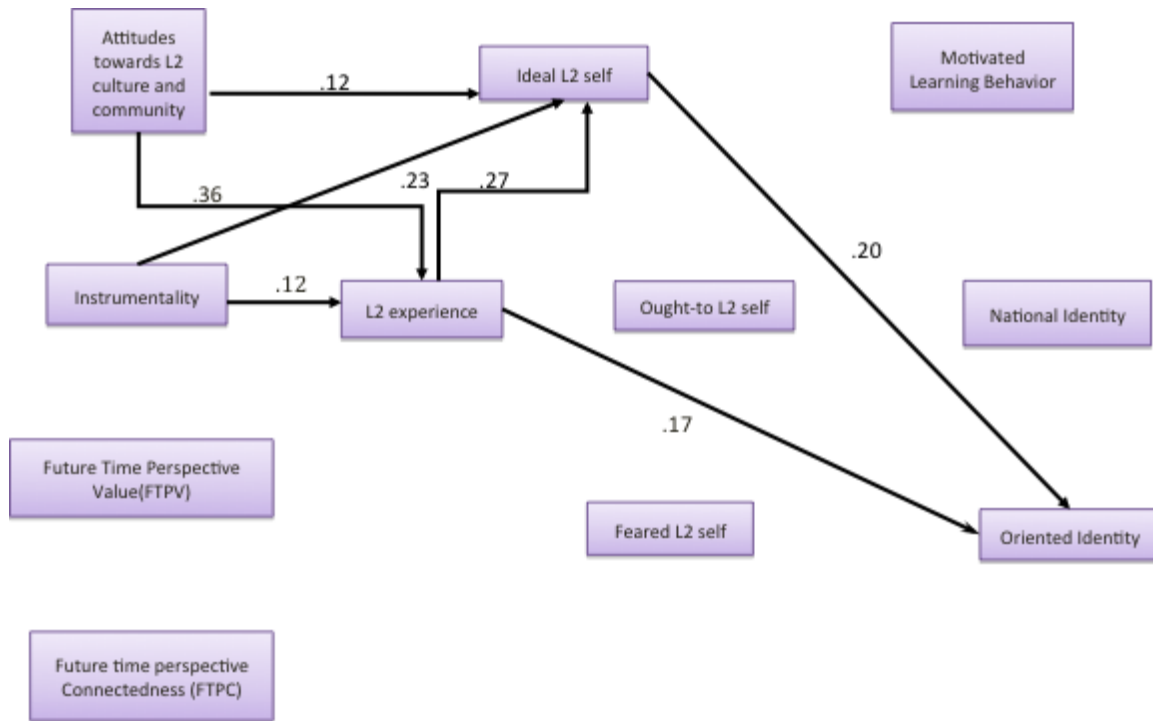 Attitudes
towards L2
culture and
community
.12
Ideal L2 self
Motivated
Learning Behavior
.36
.23
.27
.20
Instrumentality
.12
L2 experience
Ought-to L2 self
National Identity
.17
Future Time Perspective
Value(FTPV)
Feared L2 self
Oriented Identity
Future time perspective
Connectedness (FTPC)